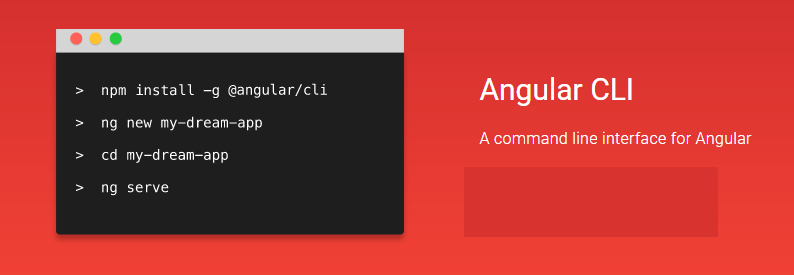 > npm install -g @angular/cli
> ng new my-dream-app
> cd my-dream-app
> ng serve
Angular CLI
A command line interface for Angular